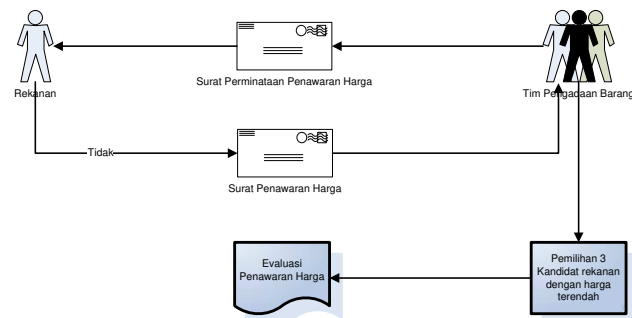 Surat Perminataan Penawaran Harga
Rekanan
Tim Pengadaan Barang
Tidak
Surat Penawaran Harga
Evaluasi
Penawaran Harga
Pemilihan 3
Kandidat rekanan
dengan harga
terendah